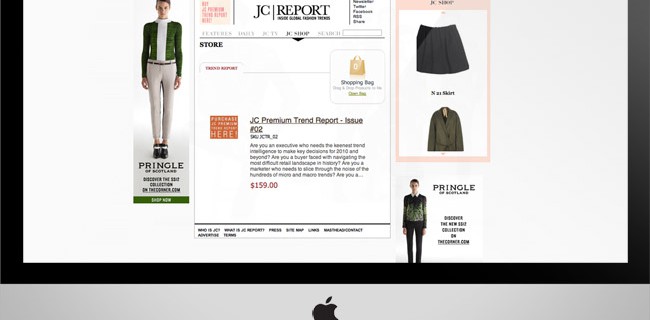 BUY
TREND
REPORT
HERE!
JC REPORT
INSIDE GLOBAL FASHION TRENDS
Newsletter
Twitter
Facebook
RSS
Share
FEATURES DAILY JC TV JC SHOP SEARCH
STORE
TREND REPORT
0
Shopping Bag
Drag & Drop Products to Me
Open Bag
PURCHASE
JC PREMIUM
TREND REPORT
HERE!
JC Premium Trend Report - Issue
#02
SKU JCTR_02
Are you an executive who needs the keenest trend
intelligence to make key decisions for 2010 and
beyond? Are you a buyer faced with navigating the
most difficult retail landscape in history? Are you a
marketer who needs to slice through the noise of the
hundreds of micro and macro trends? Are you a...
$159.00
WHO IS JC? WHAT IS JC REPORT? PRESS SITE MAP LINKS MASTHEAD/CONTACT
ADVERTISE TERMS
PRINGLE
OF SCOTLAND
DISCOVER THE SS12
COLLECTION
ON THECORNER.COM
SHOP NOW
JC SHOP
N 21 Skirt
PRINGLE
OF SCOTLAND
DISCOVER
THE NEW SS12
COLLECTION
ON
THECORNER.COM